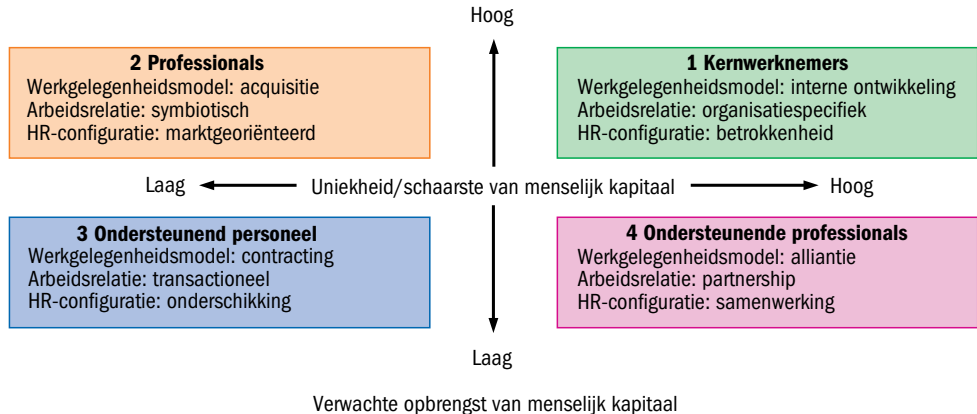 Hoog
2 Professionals
Werkgelegenheidsmodel: acquisitie
Arbeidsrelatie: symbiotisch
HR-configuratie: marktgeoriënteerd
1 Kernwerknemers
Werkgelegenheidsmodel: interne ontwikkeling
Arbeidsrelatie: organisatiespecifiek
HR-configuratie: betrokkenheid
Laag
Uniekheid/schaarste van menselijk kapitaal
Hoog
3 Ondersteunend personeel
Werkgelegenheidsmodel: contracting
Arbeidsrelatie: transactioneel
HR-configuratie: onderschikking
4 Ondersteunende professionals
Werkgelegenheidsmodel: alliantie
Arbeidsrelatie: partnership
HR-configuratie: samenwerking
Laag
Verwachte opbrengst van menselijk kapitaal